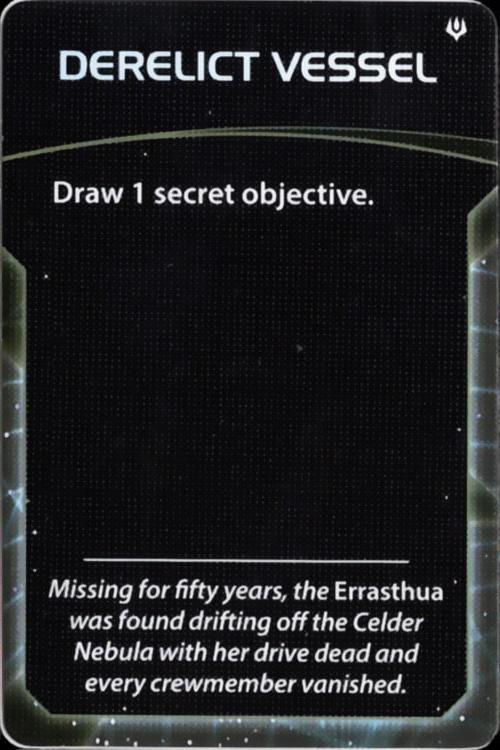 DERELICT VESSEL
Draw 1 secret objective.
Missing for fifty years, the Errasthua
was found drifting off the Celder
Nebula with her drive dead and
every crewmember vanished.